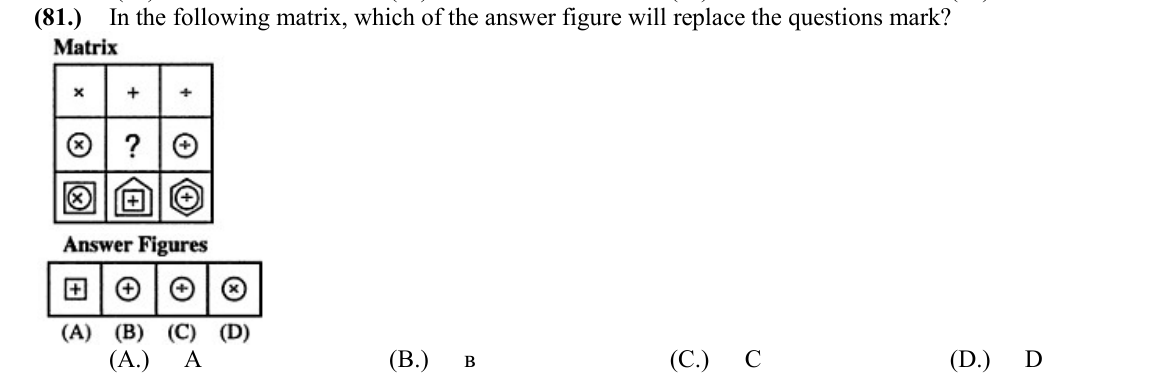 (81.) In the following matrix, which of the answer figure will replace the questions mark?
Matrix
× + ÷
× ? ÷
× + ÷
Answer Figures
+ + ÷ ×
(A) (B) (C) (D)
(A.) A (B.) B (C.) C (D.) D